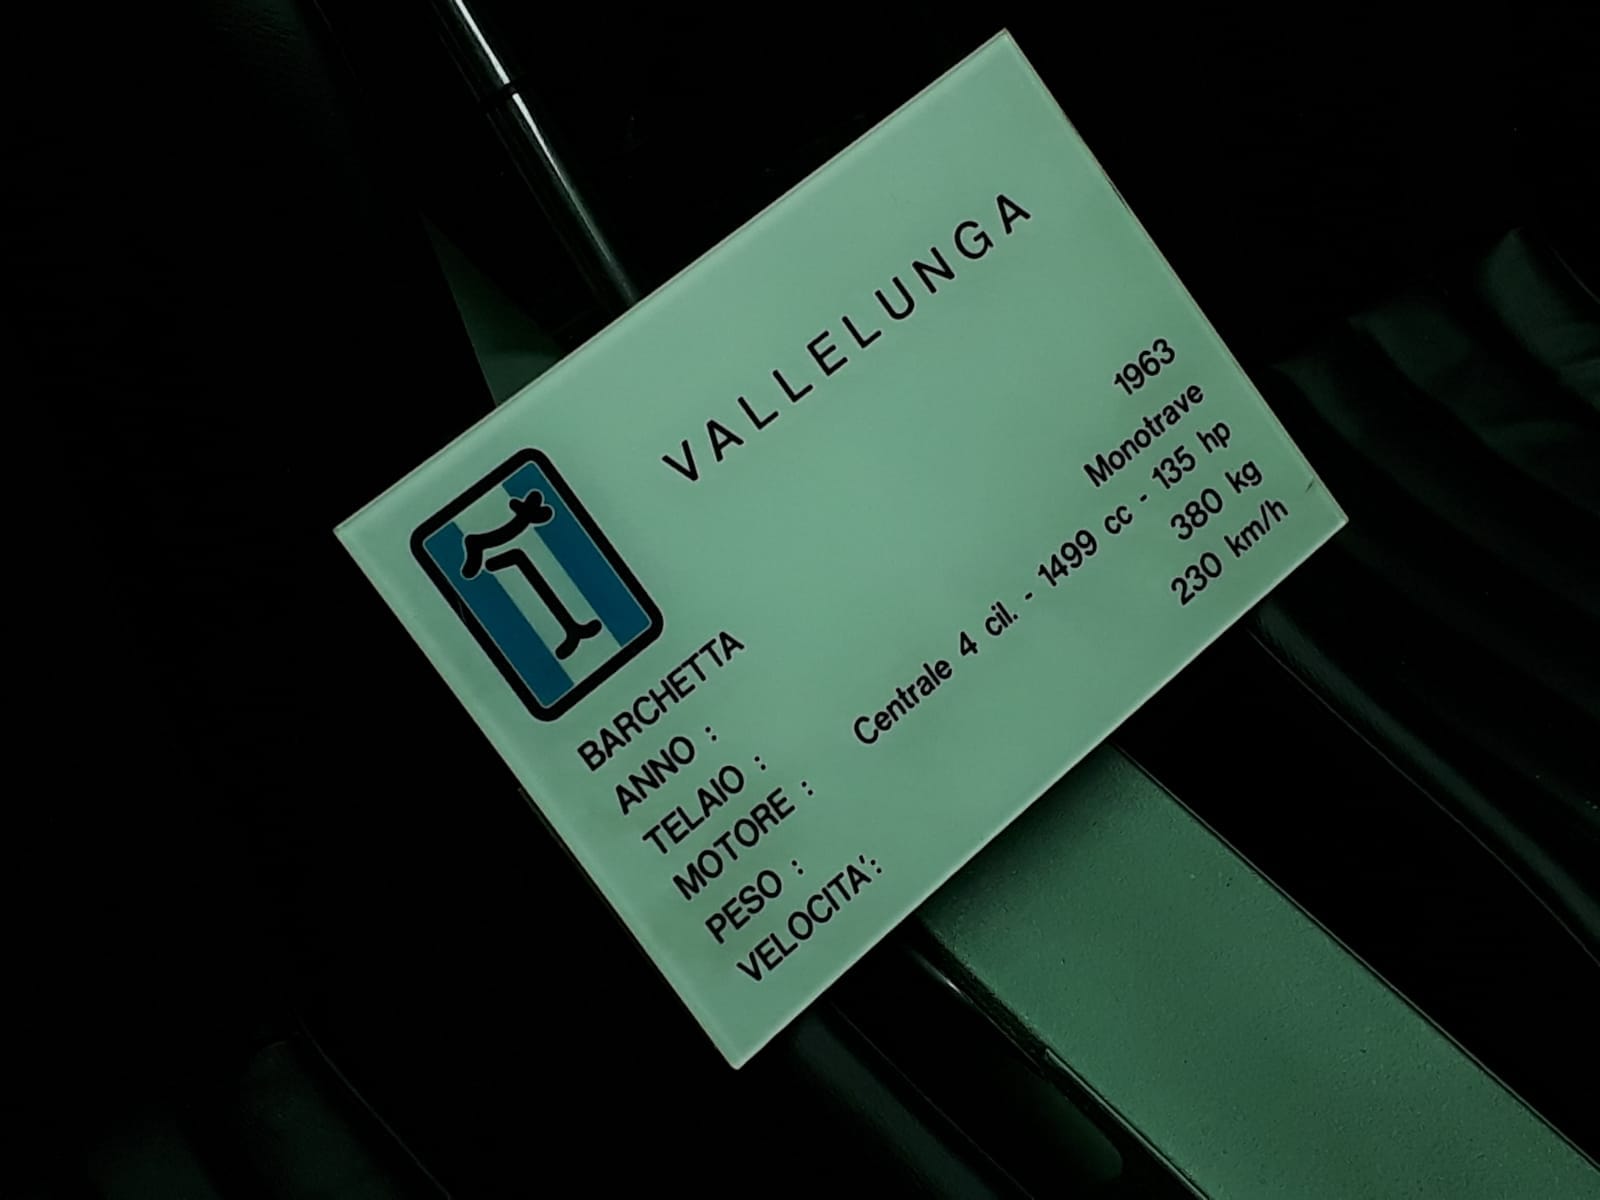 VALLELUNGA
BARCHETTA
ANNO : 1963
TELAIO : Monotrave
MOTORE : Centrale 4 cil. - 1499 cc - 135 hp
PESO : 380 kg
VELOCITA': 230 km/h